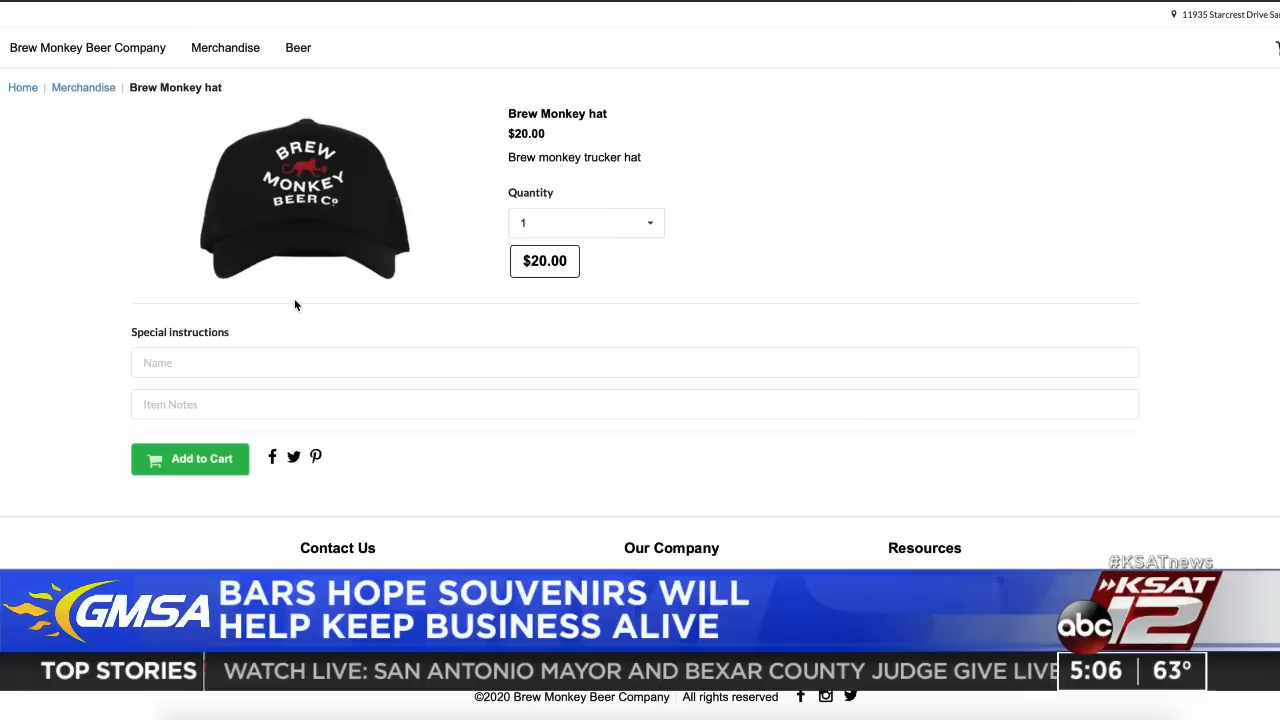 11935 Starcrest Drive Sa
Brew Monkey Beer Company Merchandise Beer
Home | Merchandise | Brew Monkey hat
BREW
MONKEY
BEER Co
Brew Monkey hat
$20.00
Brew monkey trucker hat
Quantity
1
$20.00
Special instructions
Name
Item Notes
Add to Cart
Contact Us Our Company Resources
#KSATnews
GMSA
BARS HOPE SOUVENIRS WILL
HELP KEEP BUSINESS ALIVE
KSAT
abc 12
TOP STORIES WATCH LIVE: SAN ANTONIO MAYOR AND BEXAR COUNTY JUDGE GIVE LIVE
5:06 63°
©2020 Brew Monkey Beer Company All rights reserved